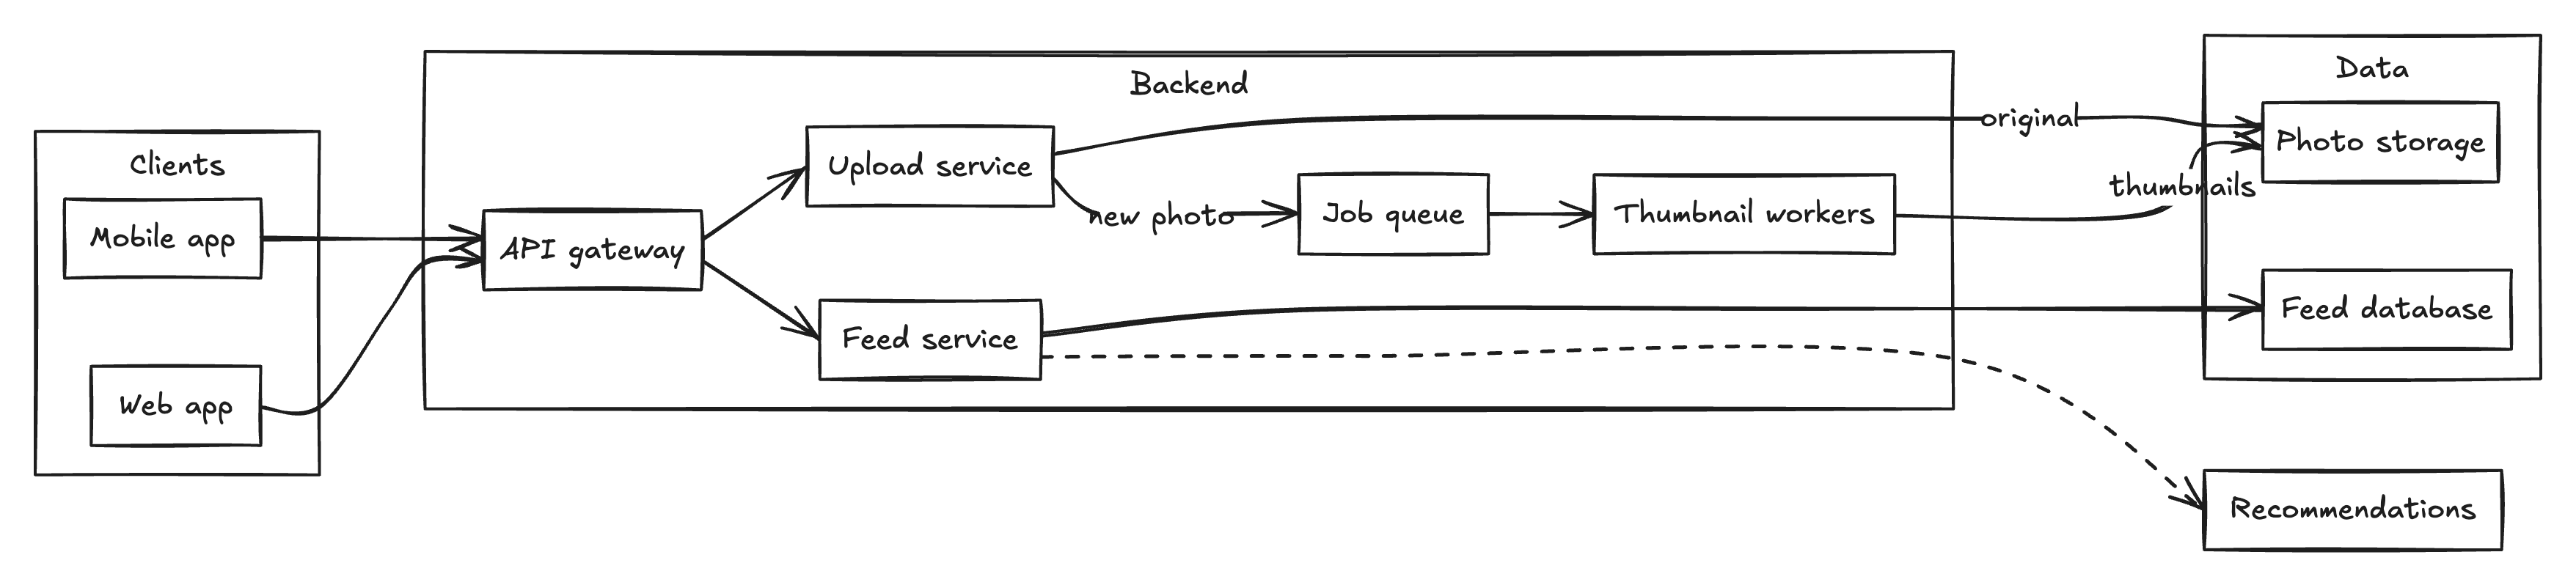 Clients
Mobile app
Web app
Backend
API gateway
Upload service
Feed service
new photo
Job queue
Thumbnail workers
original
thumbnails
Data
Photo storage
Feed database
Recommendations